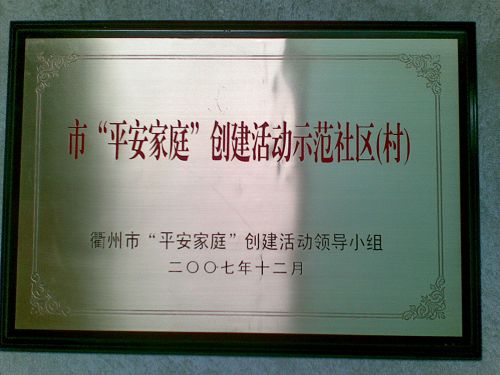 市“平安家庭”创建活动示范社区(村)
衢州市“平安家庭”创建活动领导小组
二〇〇七年十二月